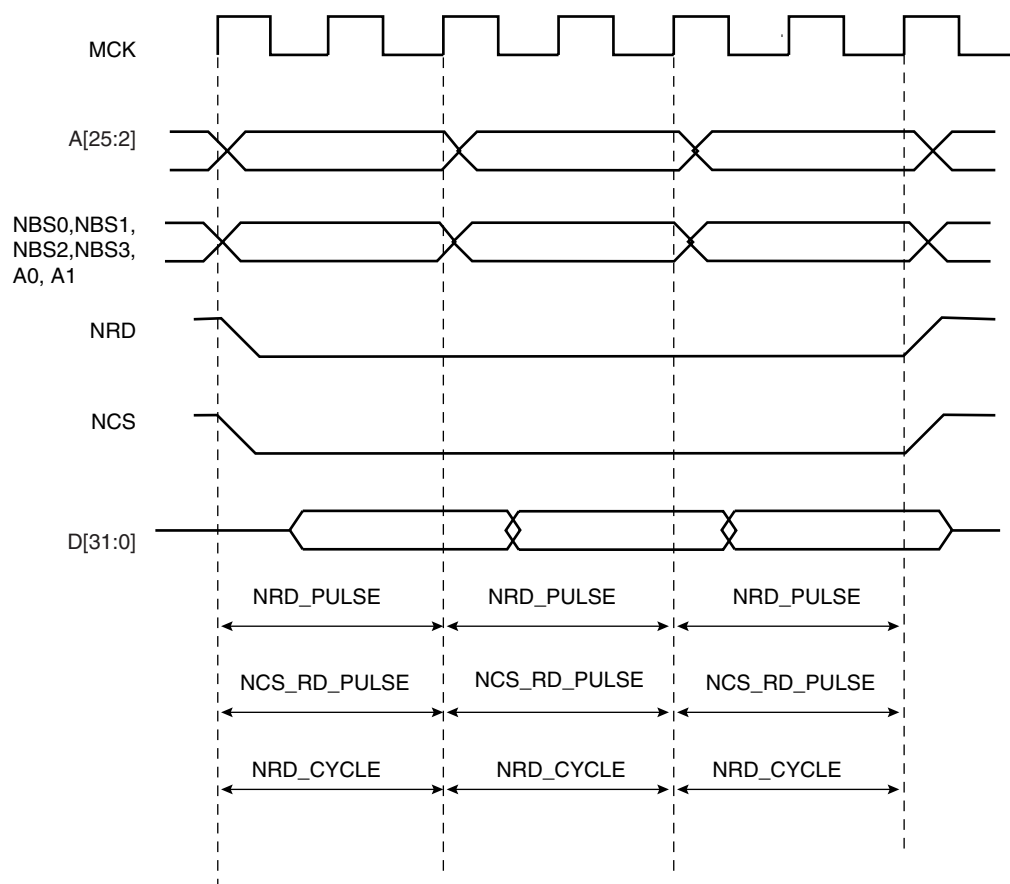 MCK
A[25:2]
NBS0,NBS1,
NBS2,NBS3,
A0, A1
NRD
NCS
D[31:0]
NRD_PULSE NRD_PULSE NRD_PULSE
NCS_RD_PULSE NCS_RD_PULSE NCS_RD_PULSE
NRD_CYCLE NRD_CYCLE NRD_CYCLE